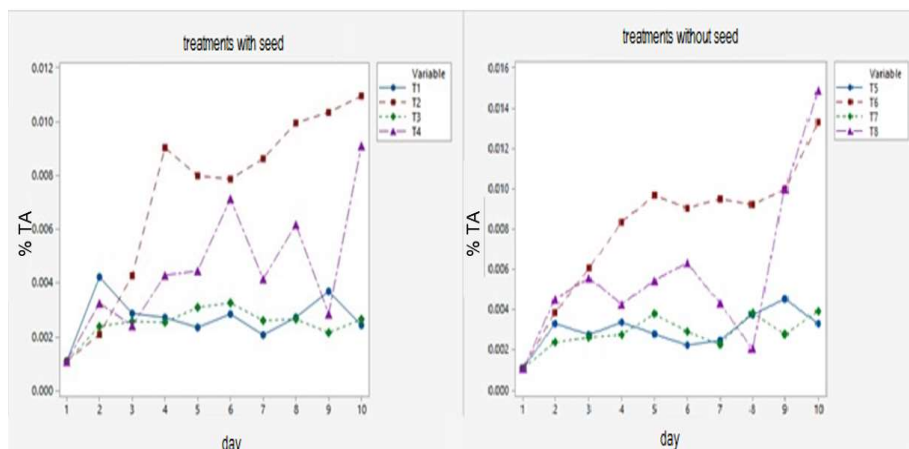 treatments with seed
0.012
0.010
0.008
0.006
0.004
0.002
0.000
% TA
1 2 3 4 5 6 7 8 9 10
day
Variable
T1
T2
T3
T4
treatments without seed
0.016
0.014
0.012
0.010
0.008
0.006
0.004
0.002
0.000
% TA
1 2 3 4 5 6 7 8 9 10
day
Variable
T5
T6
T7
T8